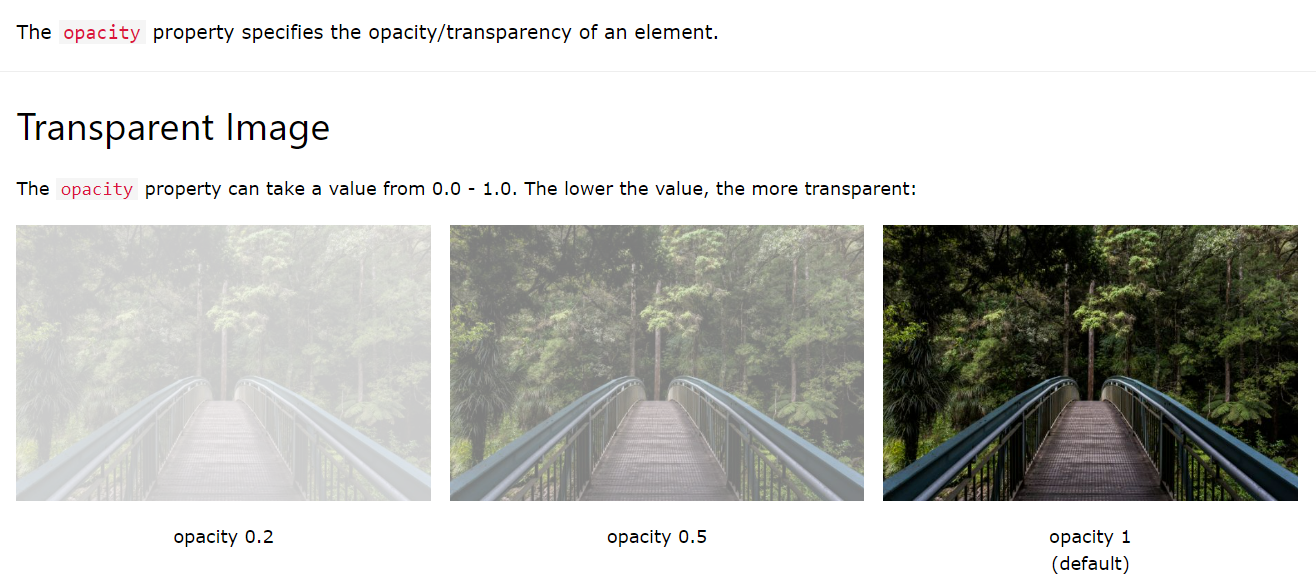 The opacity property specifies the opacity/transparency of an element.
Transparent Image
The opacity property can take a value from 0.0 - 1.0. The lower the value, the more transparent:
opacity 0.2
opacity 0.5
opacity 1
(default)